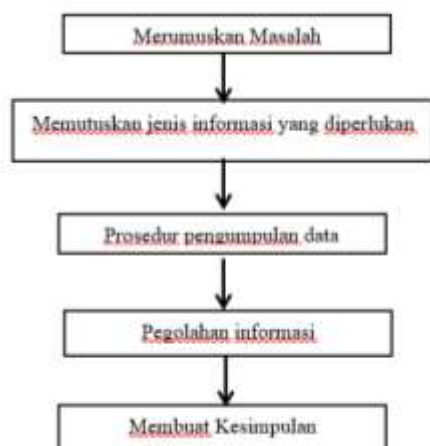 Merumuskan Masalah
Memutuskan jenis informasi yang diperlukan
Prosedur pengumpulan data
Pegolahan informasi
Membuat Kesimpulan